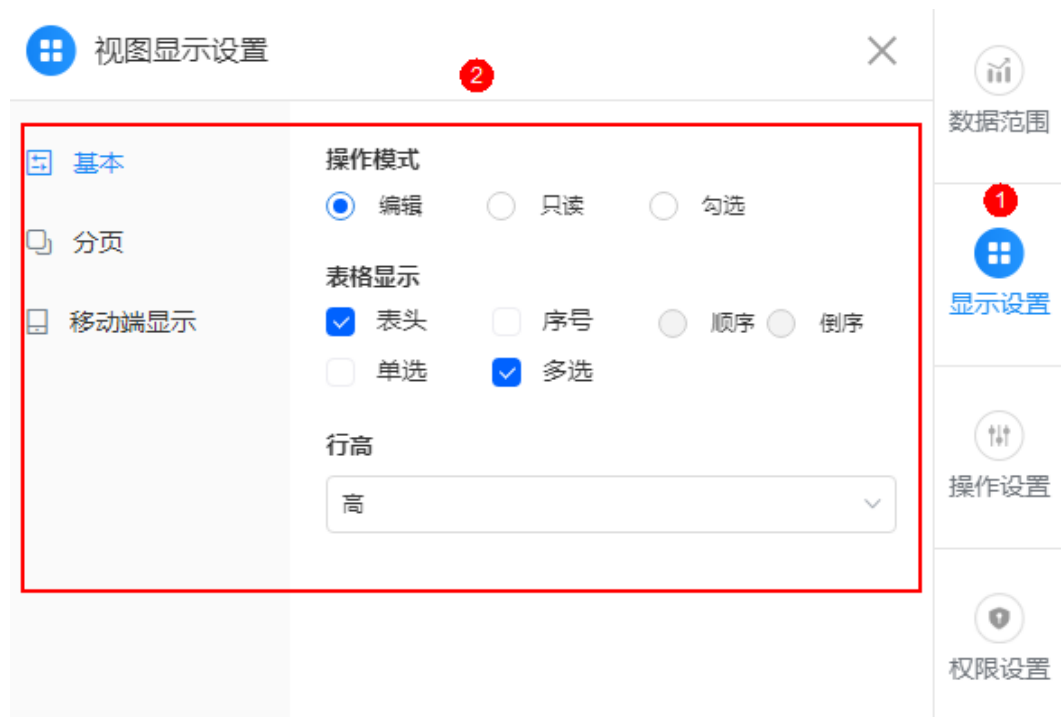 视图显示设置
2
基本
分页
移动端显示
操作模式
编辑 只读 勾选
表格显示
表头 序号 顺序 倒序
单选 多选
行高
高
数据范围
1
显示设置
操作设置
权限设置